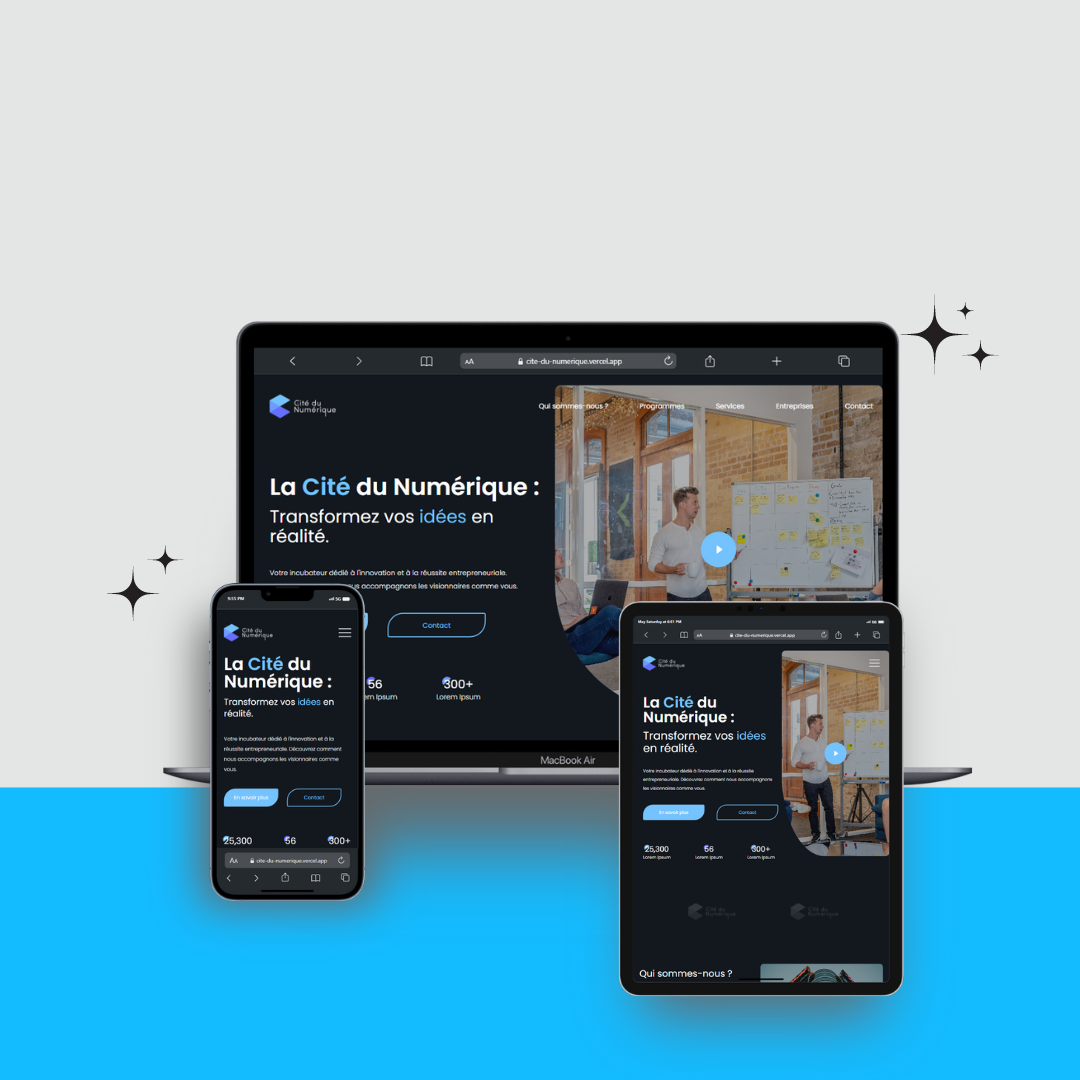 AA cite-du-numerique.vercel.app
Cité du
Numérique
Qui sommes-nous ? Programmes Services Entreprises Contact
La Cité du Numérique :
Transformez vos idées en
réalité.
Votre incubateur dédié à l'innovation et à la réussite entrepreneuriale.
us accompagnons les visionnaires comme vous.
Contact
56
300+
Lorem Ipsum
MacBook Air
9:55 PM
5G
Cité du
Numérique
La Cité du
Numérique :
Transformez vos idées en
réalité.
Votre incubateur dédié à l'innovation et à la
réussite entrepreneuriale. Découvrez comment
nous accompagnons les visionnaires comme
vous.
En savoir plus Contact
25,300 56 300+
AA cite-du-numerique.vercel.app
May Saturday at 6:51 PM 5G
AA cite-du-numerique.vercel.app
Cité du
Numérique
La Cité du
Numérique :
Transformez vos idées
en réalité.
Votre incubateur dédié à l'innovation et à la réussite
entrepreneuriale. Découvrez comment nous accompagnons
les visionnaires comme vous.
En savoir plus Contact
25,300 56 300+
Lorem Ipsum Lorem Ipsum Lorem Ipsum
Cité du
Numérique
Cité du
Numérique
Qui sommes-nous ?